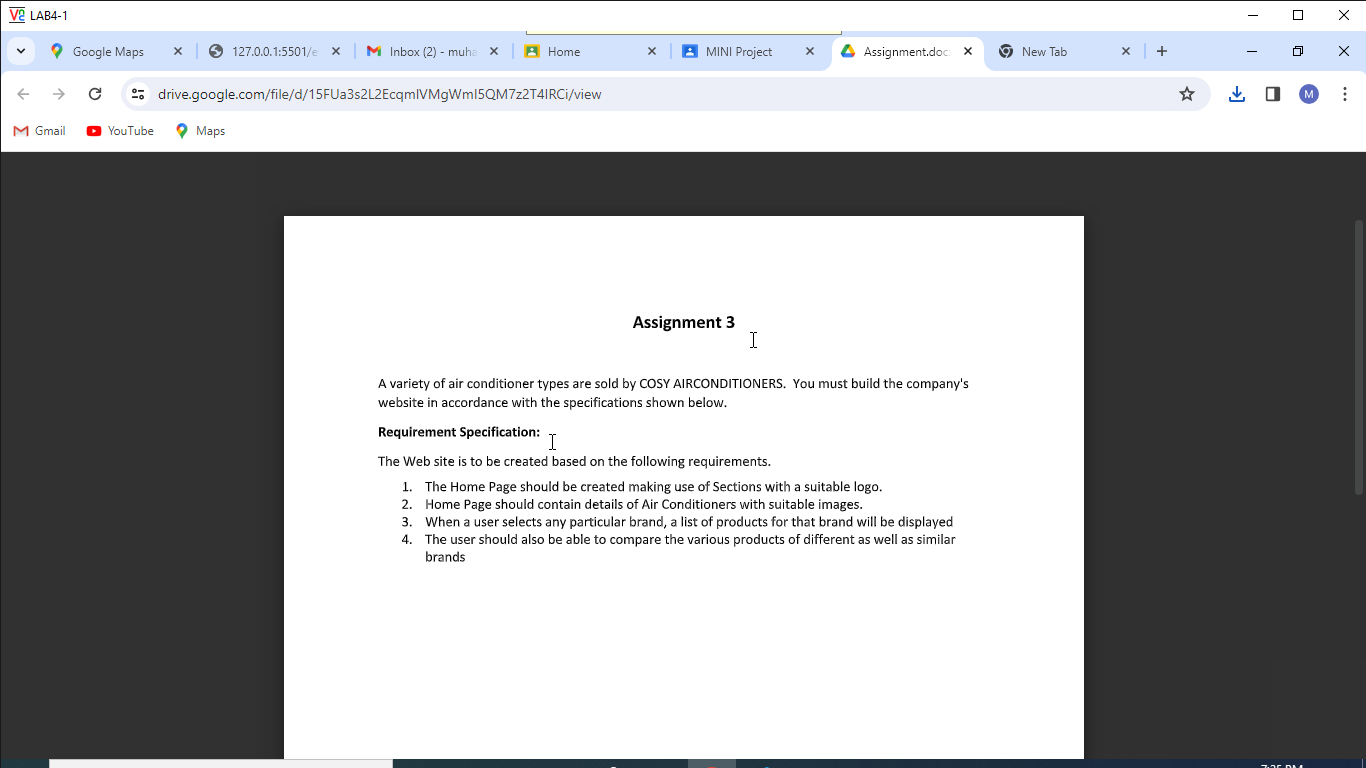 LAB4-1
Google Maps
127.0.0.1:5501/e
Inbox (2) - muha
Home
MINI Project
Assignment.doc
New Tab
drive.google.com/file/d/15FUa3s2L2EcqmIVMgWmI5QM7z2T4IRCi/view
M
Gmail
YouTube
Maps
Assignment 3
A variety of air conditioner types are sold by COSY AIRCONDITIONERS. You must build the company's
website in accordance with the specifications shown below.
Requirement Specification:
The Web site is to be created based on the following requirements.
1. The Home Page should be created making use of Sections with a suitable logo.
2. Home Page should contain details of Air Conditioners with suitable images.
3. When a user selects any particular brand, a list of products for that brand will be displayed
4. The user should also be able to compare the various products of different as well as similar
brands